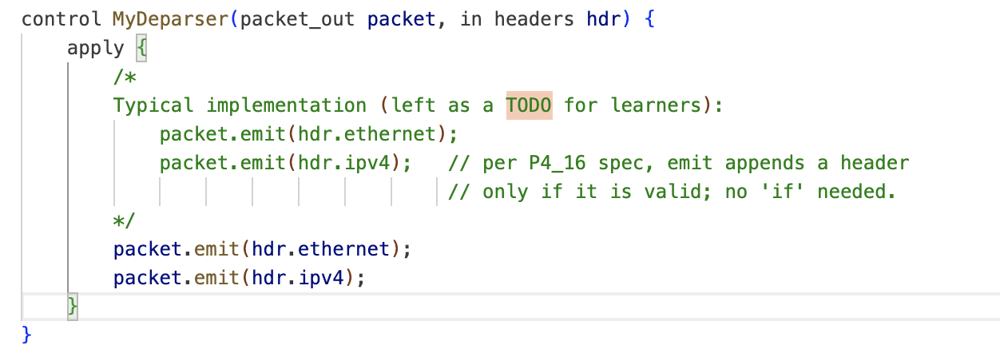 control MyDeparser(packet_out packet, in headers hdr) {
apply {
/*
Typical implementation (left as a TODO for learners):
packet.emit(hdr.ethernet);
packet.emit(hdr.ipv4);   // per P4_16 spec, emit appends a header
// only if it is valid; no 'if' needed.
*/
packet.emit(hdr.ethernet);
packet.emit(hdr.ipv4);
}
}